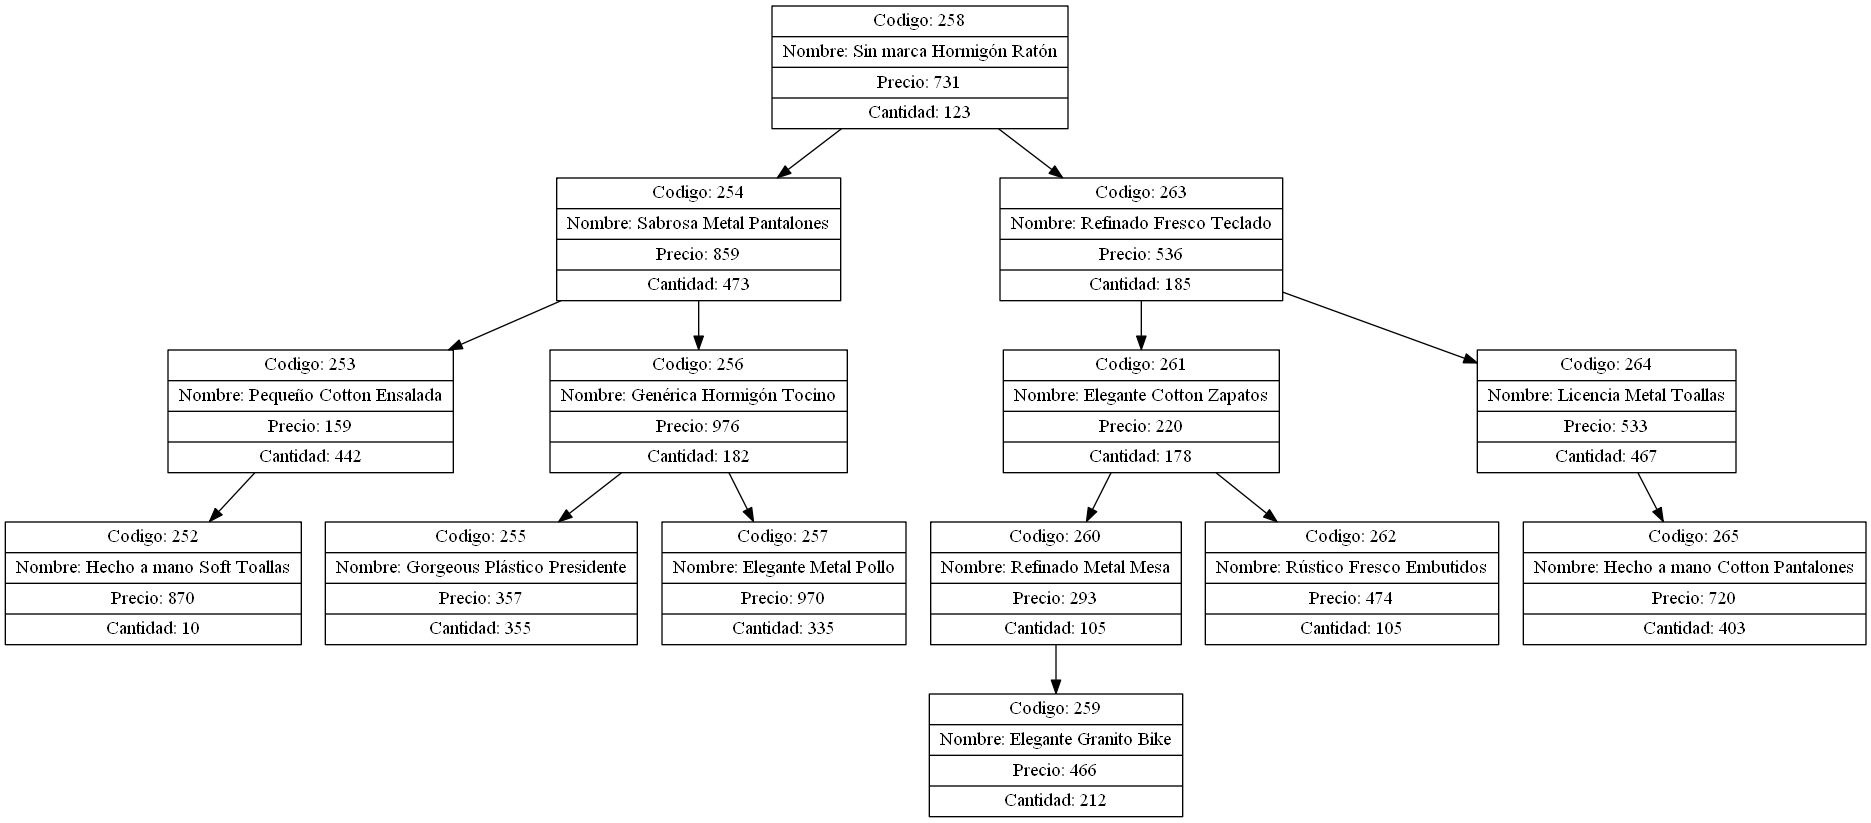 Codigo: 258
Nombre: Sin marca Hormigón Ratón
Precio: 731
Cantidad: 123
Codigo: 254
Nombre: Sabrosa Metal Pantalones
Precio: 859
Cantidad: 473
Codigo: 263
Nombre: Refinado Fresco Teclado
Precio: 536
Cantidad: 185
Codigo: 253
Nombre: Pequeño Cotton Ensalada
Precio: 159
Cantidad: 442
Codigo: 256
Nombre: Genérica Hormigón Tocino
Precio: 976
Cantidad: 182
Codigo: 261
Nombre: Elegante Cotton Zapatos
Precio: 220
Cantidad: 178
Codigo: 264
Nombre: Licencia Metal Toallas
Precio: 533
Cantidad: 467
Codigo: 252
Nombre: Hecho a mano Soft Toallas
Precio: 870
Cantidad: 10
Codigo: 255
Nombre: Gorgeous Plástico Presidente
Precio: 357
Cantidad: 355
Codigo: 257
Nombre: Elegante Metal Pollo
Precio: 970
Cantidad: 335
Codigo: 260
Nombre: Refinado Metal Mesa
Precio: 293
Cantidad: 105
Codigo: 262
Nombre: Rústico Fresco Embutidos
Precio: 474
Cantidad: 105
Codigo: 265
Nombre: Hecho a mano Cotton Pantalones
Precio: 720
Cantidad: 403
Codigo: 259
Nombre: Elegante Granito Bike
Precio: 466
Cantidad: 212